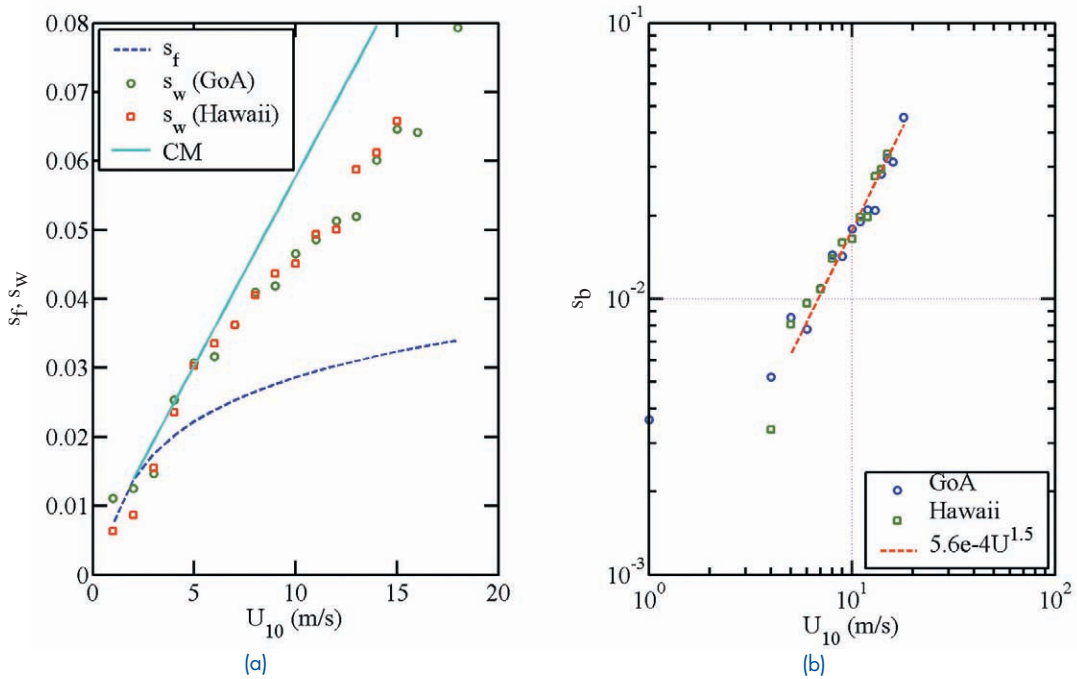 0.08
0.07
0.06
0.05
0.04
0.03
0.02
0.01
0
s_f, s_w
s_f
s_w (GoA)
s_w (Hawaii)
CM
0 5 10 15 20
U_10 (m/s)
(a)
10^-1
10^-2
10^-3
s_b
GoA
Hawaii
5.6e-4U^1.5
10^0 10^1 10^2
U_10 (m/s)
(b)